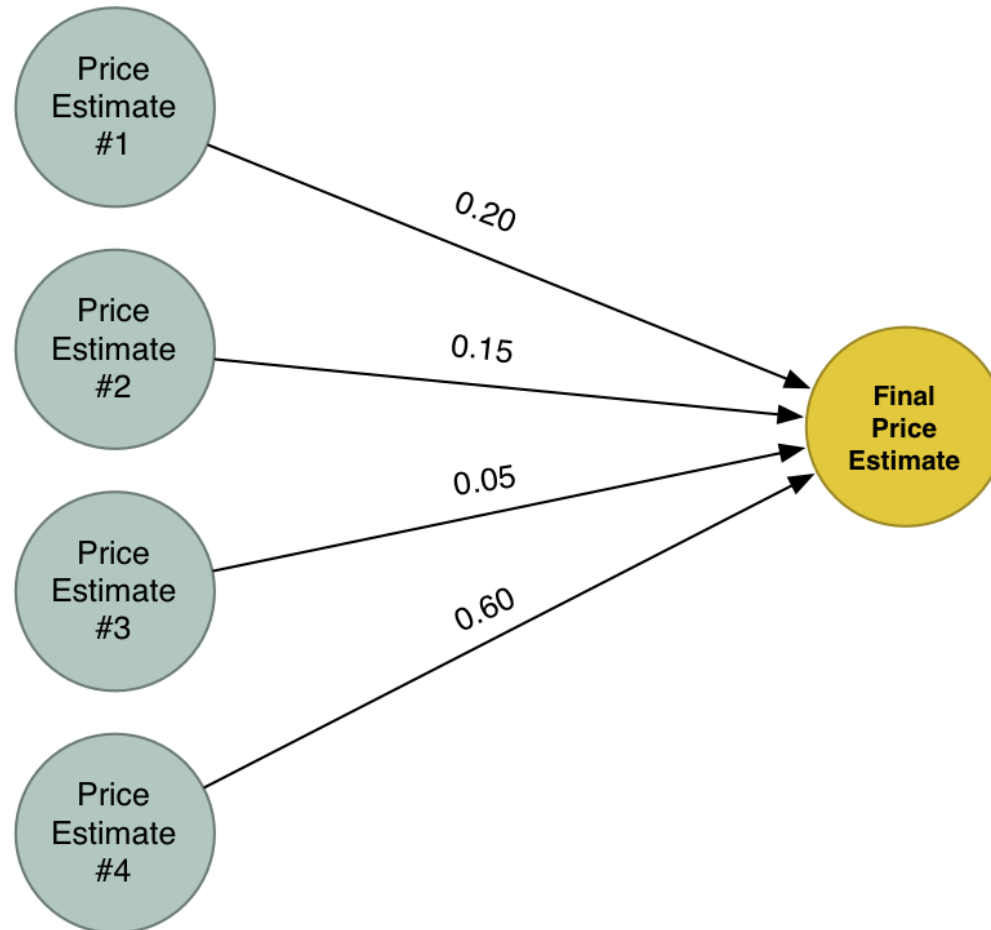 Price
Estimate
#1
0.20
Price
Estimate
#2
0.15
Final
Price
Estimate
Price
Estimate
#3
0.05
Price
Estimate
#4
0.60